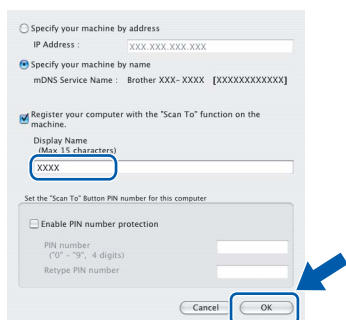 Specify your machine by address
IP Address : XXX.XXX.XXX.XXX
Specify your machine by name
mDNS Service Name : Brother XXX-XXXX [XXXXXXXXXXXX]
Register your computer with the "Scan To" function on the
machine.
Display Name
(Max 15 characters)
XXXX
Set the "Scan To" Button PIN number for this computer
Enable PIN number protection
PIN number
("0" - "9", 4 digits)
Retype PIN number
Cancel OK